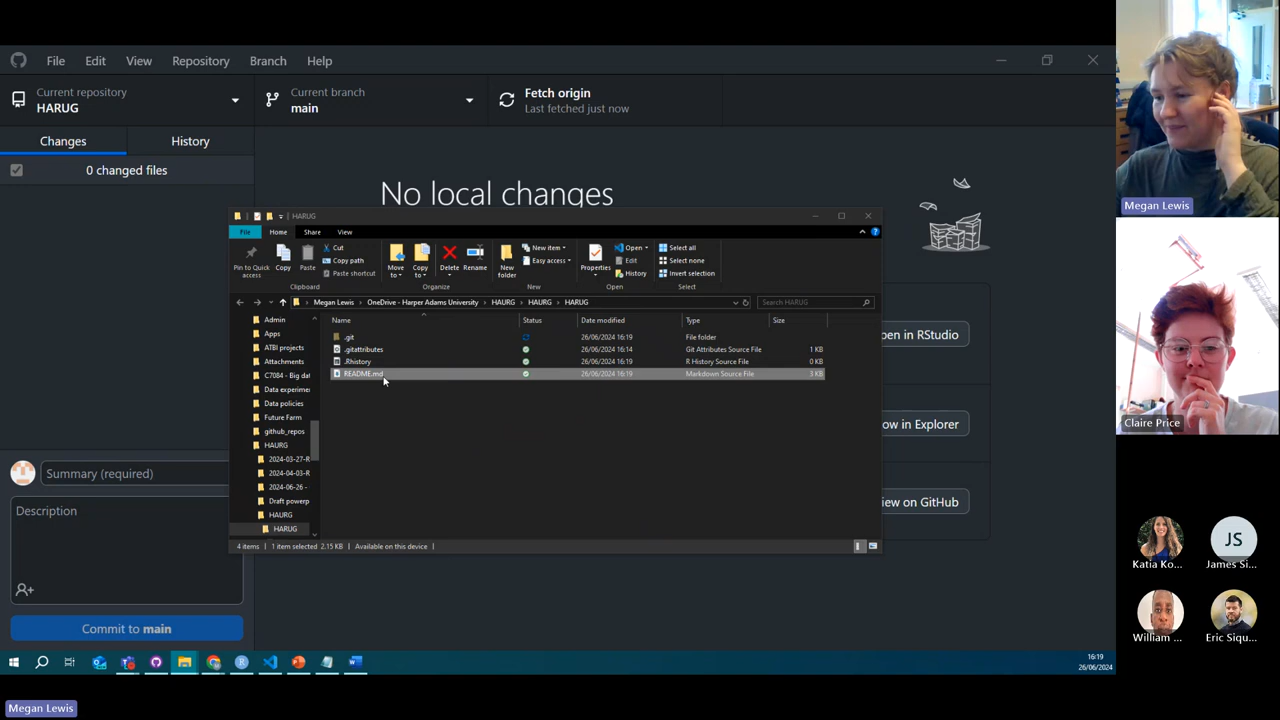 File Edit View Repository Branch Help
Current repository
HARUG
Current branch
main
Fetch origin
Last fetched just now
Changes History
0 changed files
No local changes
HARUG
File Home Share View
Pin to Quick access
Copy
Paste
Cut
Copy path
Paste shortcut
Clipboard
Move to
Copy to
Delete
Rename
Organize
New folder
New item
Easy access
New
Properties
Open
Edit
History
Open
Select all
Select none
Invert selection
Select
Megan Lewis > OneDrive - Harper Adams University > HAURG > HAURG > HARUG
Search HARUG
Admin
Apps
ATBI projects
Attachments
C7084 - Big dat
Data experime
Data policies
Future Farm
github_repos
HAURG
2024-03-27-R
2024-04-03-R
2024-06-26 -
Draft powerp
HAURG
HARUG
Name Status Date modified Type Size
.git 26/06/2024 16:19 File folder
.gitattributes 26/06/2024 16:14 Git Attributes Source File 1 KB
.Rhistory 26/06/2024 16:19 R History Source File 0 KB
README.md 26/06/2024 16:19 Markdown Source File 3 KB
4 items 1 item selected 2.15 KB Available on this device
pen in RStudio
ow in Explorer
iew on GitHub
Summary (required)
Description
Commit to main
16:19
26/06/2024
Megan Lewis
Megan Lewis
Claire Price
JS
Katia Ko... James Si...
William ... Eric Siqu...